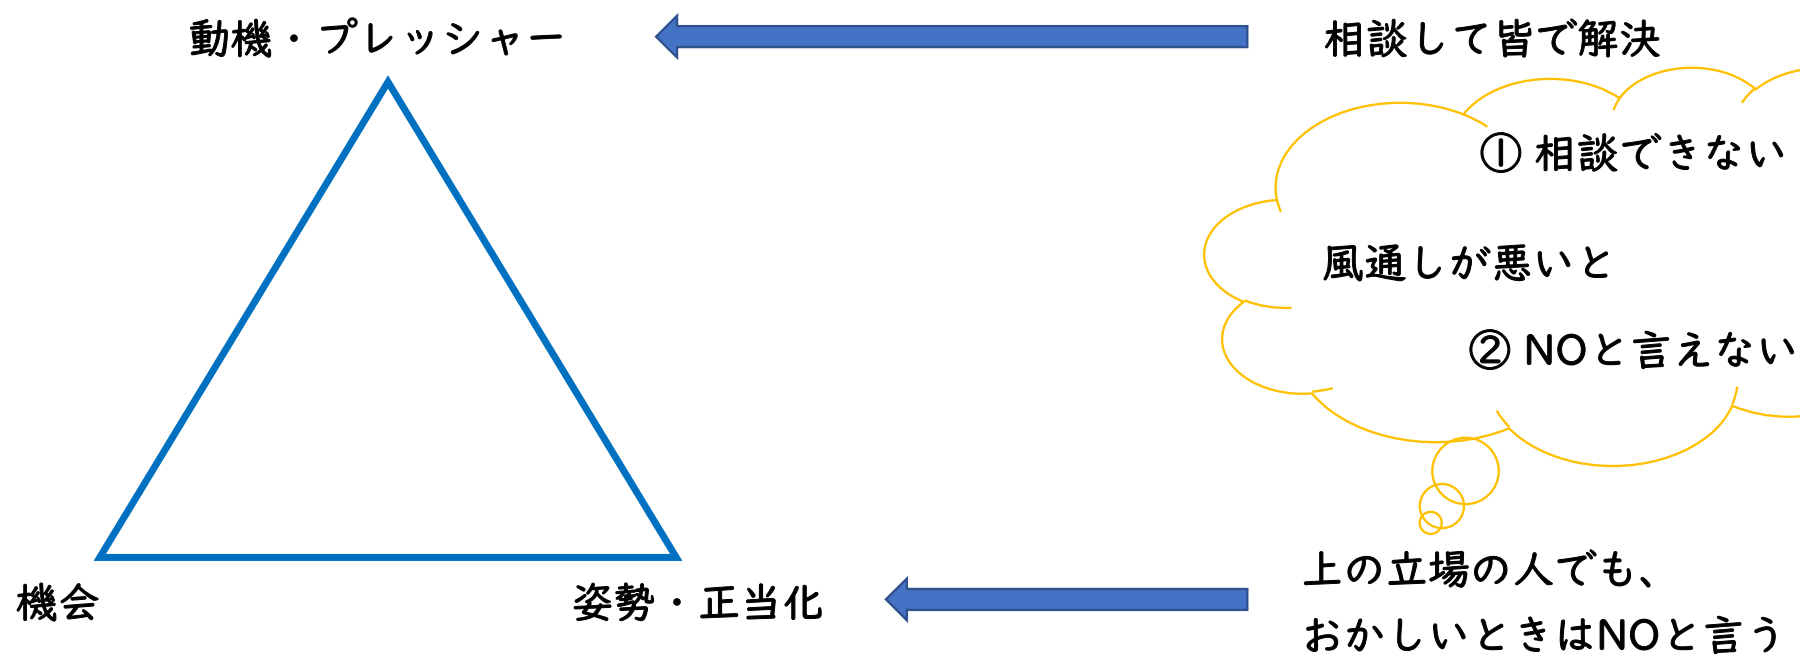 動機・プレッシャー
相談して皆で解決
① 相談できない
風通しが悪いと
② NOと言えない
機会
姿勢・正当化
上の立場の人でも、
おかしいときはNOと言う